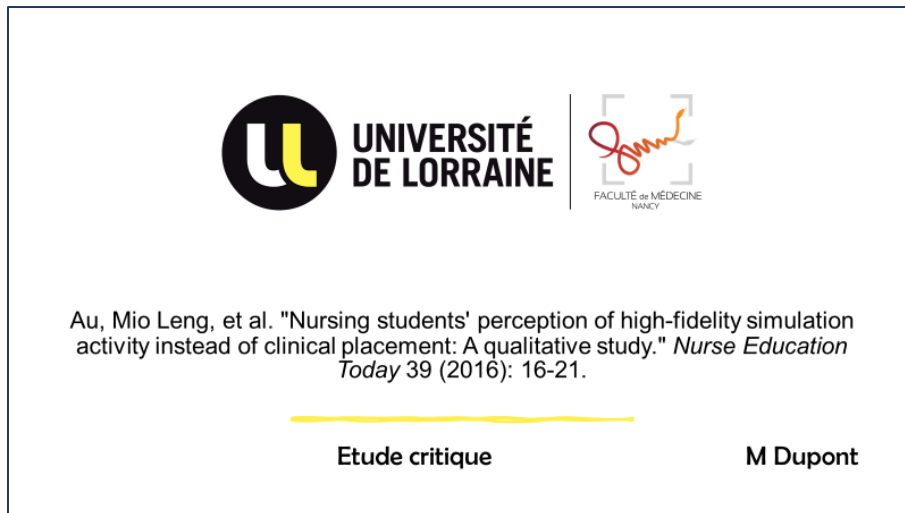 UNIVERSITÉ
DE LORRAINE
FACULTÉ de MÉDECINE
NANCY
Au, Mio Leng, et al. "Nursing students' perception of high-fidelity simulation
activity instead of clinical placement: A qualitative study." Nurse Education
Today 39 (2016): 16-21.
Etude critique
M Dupont